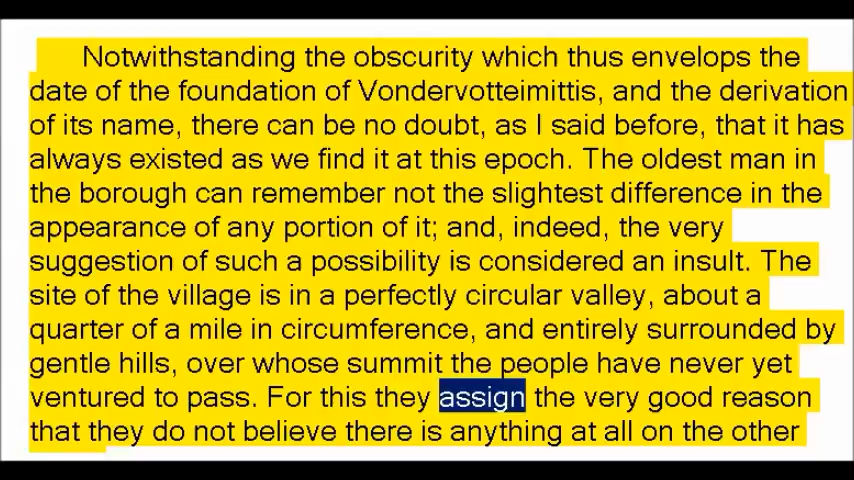 Notwithstanding the obscurity which thus envelops the
date of the foundation of Vondervotteimittis, and the derivation
of its name, there can be no doubt, as I said before, that it has
always existed as we find it at this epoch. The oldest man in
the borough can remember not the slightest difference in the
appearance of any portion of it; and, indeed, the very
suggestion of such a possibility is considered an insult. The
site of the village is in a perfectly circular valley, about a
quarter of a mile in circumference, and entirely surrounded by
gentle hills, over whose summit the people have never yet
ventured to pass. For this they assign the very good reason
that they do not believe there is anything at all on the other